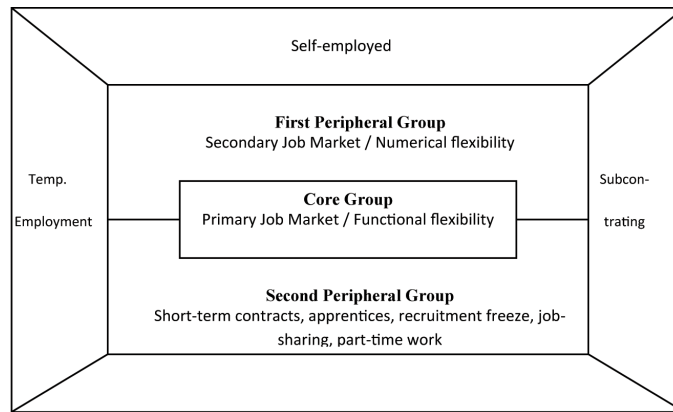 Self-employed
First Peripheral Group
Secondary Job Market / Numerical flexibility
Temp.
Employment
Core Group
Primary Job Market / Functional flexibility
Subcon-
trating
Second Peripheral Group
Short-term contracts, apprentices, recruitment freeze, job-
sharing, part-time work